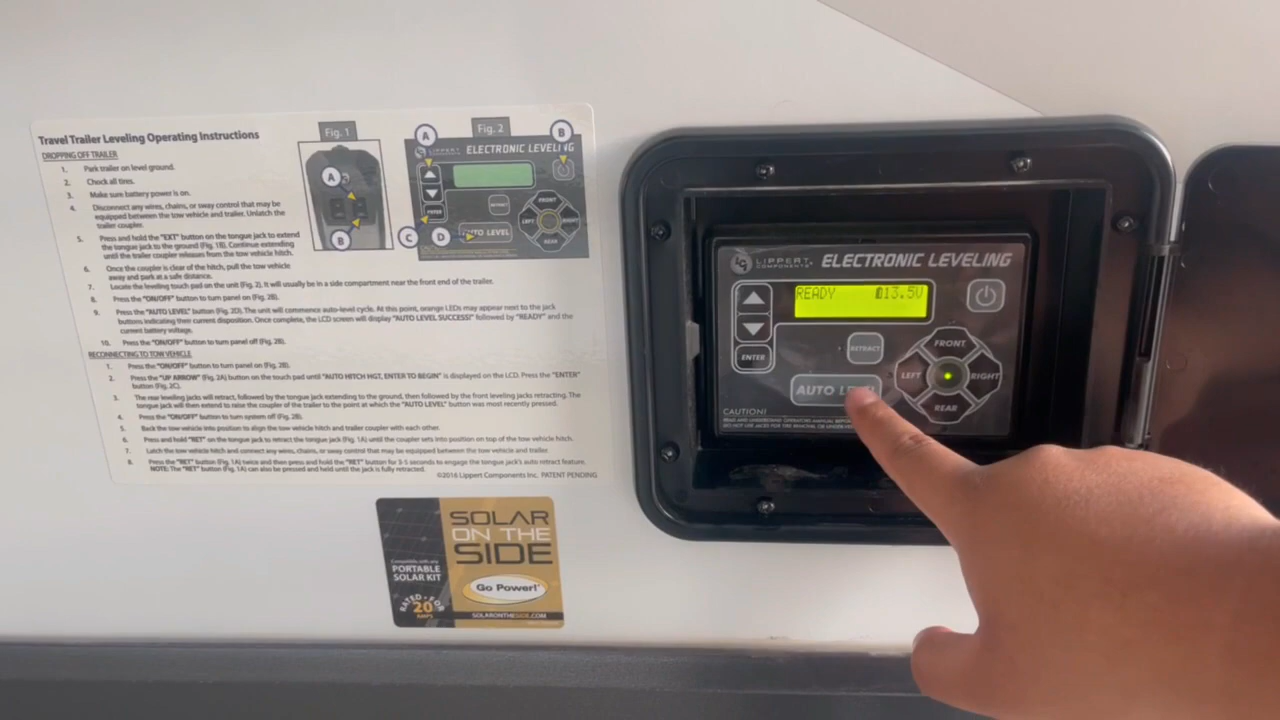 Travel Trailer Leveling Operating Instructions
DROPPING OFF TRAILER
1. Park trailer on level ground.
2. Chock all tires.
3. Make sure battery power is on.
4. Disconnect any wires, chains, or sway control that may be
equipped between the tow vehicle and trailer. Unlatch the
trailer coupler.
5. Press and hold the "EXT" button on the tongue jack to extend
the tongue jack to the ground (Fig. 1B). Continue extending
until the trailer coupler releases from the tow vehicle hitch.
6. Once the coupler is clear of the hitch, pull the tow vehicle
away and park at a safe distance.
7. Locate the leveling touch pad on the unit (Fig. 2). It will usually be in a side compartment near the front end of the trailer.
8. Press the "ON/OFF" button to turn panel on (Fig. 2B).
9. Press the "AUTO LEVEL" button (Fig. 2D). The unit will commence auto-level cycle. At this point, orange LEDs may appear next to the jack
buttons indicating their current disposition. Once complete, the LCD screen will display "AUTO LEVEL SUCCESS!" followed by "READY" and the
current battery voltage.
10. Press the "ON/OFF" button to turn panel off (Fig. 2B).
RECONNECTING TO TOW VEHICLE
1. Press the "ON/OFF" button to turn panel on (Fig. 2B).
2. Press the "UP ARROW" (Fig. 2A) button on the touch pad until "AUTO HITCH HGT, ENTER TO BEGIN" is displayed on the LCD. Press the "ENTER"
button (Fig. 2C).
3. The rear leveling jacks will retract, followed by the tongue jack extending to the ground, then followed by the front leveling jacks retracting. The
tongue jack will then extend to raise the coupler of the trailer to the point at which the "AUTO LEVEL" button was most recently pressed.
4. Press the "ON/OFF" button to turn system off (Fig. 2B).
5. Back the tow vehicle into position to align the tow vehicle hitch and trailer coupler with each other.
6. Press and hold "RET" on the tongue jack to retract the tongue jack (Fig. 1A) until the coupler sets into position on top of the tow vehicle hitch.
7. Latch the tow vehicle hitch and connect any wires, chains, or sway control that may be equipped between the tow vehicle and trailer.
8. Press the "RET" button (Fig. 1A) twice and then press and hold the "RET" button for 3-5 seconds to engage the tongue jack's auto retract feature.
NOTE: The "RET" button (Fig. 1A) can also be pressed and held until the jack is fully retracted.
©2016 Lippert Components Inc. PATENT PENDING
Fig. 1
A
B
Fig. 2
A
B
LIPPERT
COMPONENTS
ELECTRONIC LEVELING
ENTER
RETRACT
FRONT
LEFT
RIGHT
REAR
C
D
AUTO LEVEL
LIPPERT
COMPONENTS
ELECTRONIC LEVELING
READY 13.5V
ENTER
RETRACT
FRONT
LEFT
RIGHT
REAR
AUTO
CAUTION!
SOLAR
ON THE
SIDE
Compatible with any
PORTABLE
SOLAR KIT
Go Power!
RATED FOR
20
AMPS
SOLARONTHESIDE.COM